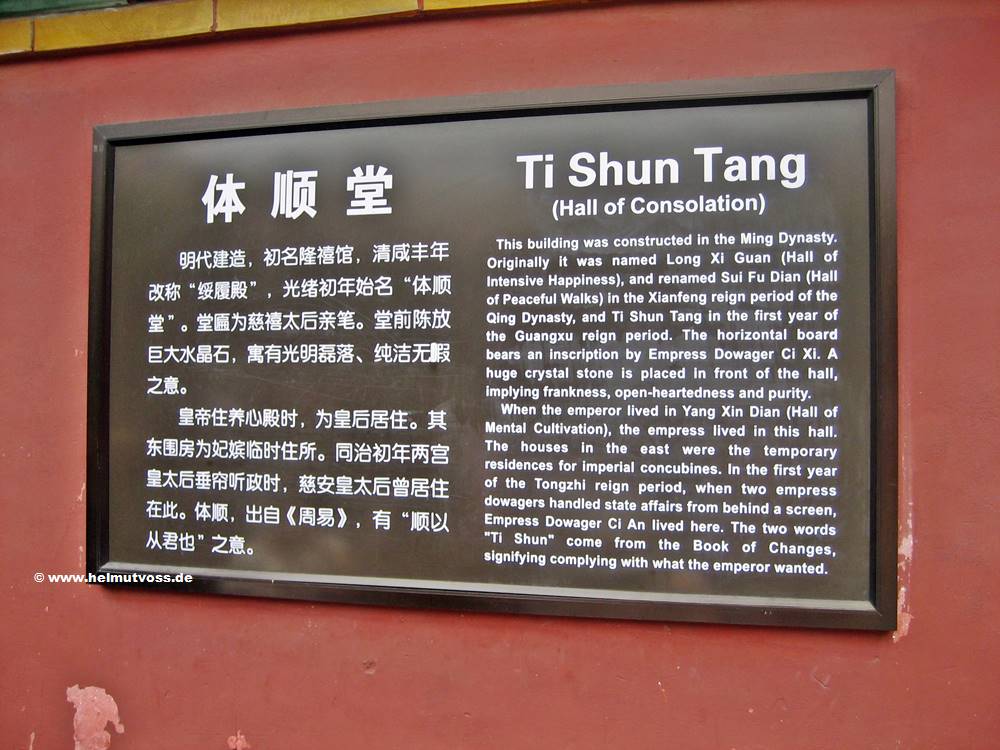 体顺堂
明代建造，初名隆禧馆，清咸丰年
改称“绥履殿”，光绪初年始名“体顺
堂”。堂匾为慈禧太后亲笔。堂前陈放
巨大水晶石，寓有光明磊落、纯洁无暇
之意。
皇帝住养心殿时，为皇后居住。其
东围房为妃嫔临时住所。同治初年两宫
皇太后垂帘听政时，慈安皇太后曾居住
在此。体顺，出自《周易》，有“顺以
从君也”之意。
Ti Shun Tang
(Hall of Consolation)
This building was constructed in the Ming Dynasty.
Originally it was named Long Xi Guan (Hall of
Intensive Happiness), and renamed Sui Fu Dian (Hall
of Peaceful Walks) in the Xianfeng reign period of the
Qing Dynasty, and Ti Shun Tang in the first year of
the Guangxu reign period. The horizontal board
bears an inscription by Empress Dowager Ci Xi. A
huge crystal stone is placed in front of the hall,
implying frankness, open-heartedness and purity.
When the emperor lived in Yang Xin Dian (Hall of
Mental Cultivation), the empress lived in this hall.
The houses in the east were the temporary
residences for imperial concubines. In the first year
of the Tongzhi reign period, when two empress
dowagers handled state affairs from behind a screen,
Empress Dowager Ci An lived here. The two words
"Ti Shun" come from the Book of Changes,
signifying complying with what the emperor wanted.
© www.helmutvoss.de